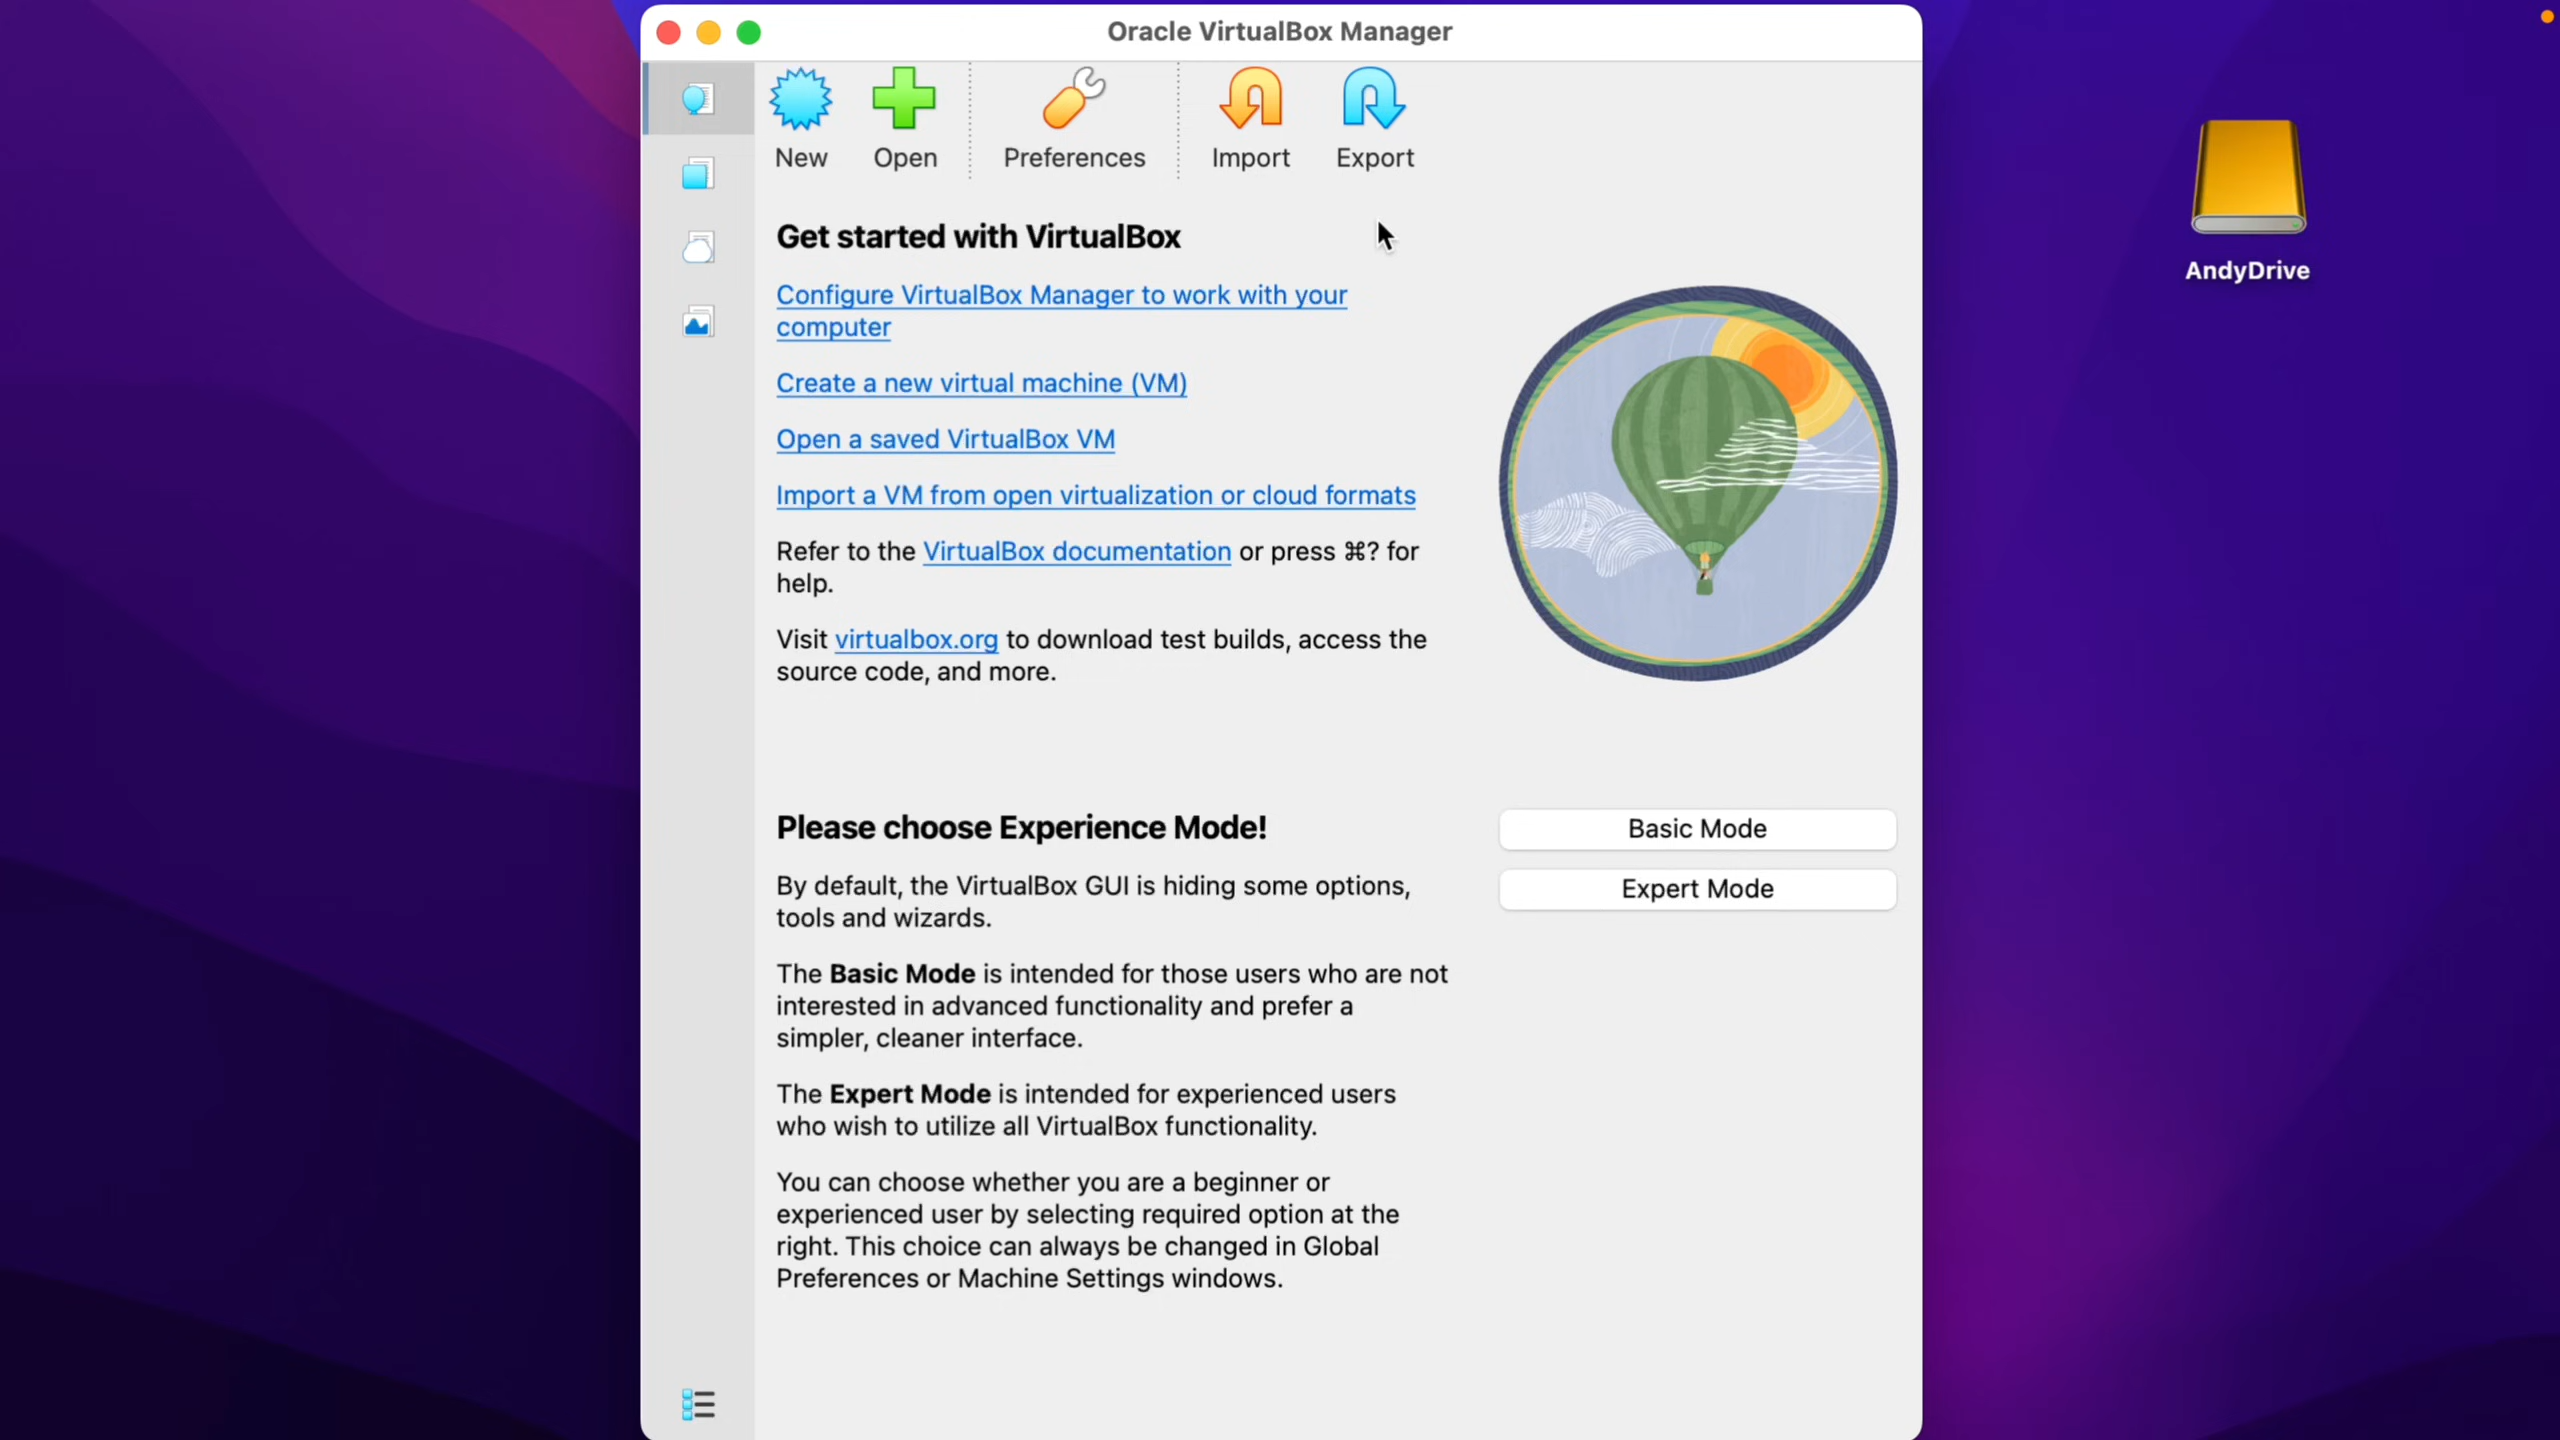 Oracle VirtualBox Manager
New
Open
Preferences
Import
Export
AndyDrive
Get started with VirtualBox
Configure VirtualBox Manager to work with your
computer
Create a new virtual machine (VM)
Open a saved VirtualBox VM
Import a VM from open virtualization or cloud formats
Refer to the VirtualBox documentation or press ⌘? for
help.
Visit virtualbox.org to download test builds, access the
source code, and more.
Please choose Experience Mode!
Basic Mode
Expert Mode
By default, the VirtualBox GUI is hiding some options,
tools and wizards.
The Basic Mode is intended for those users who are not
interested in advanced functionality and prefer a
simpler, cleaner interface.
The Expert Mode is intended for experienced users
who wish to utilize all VirtualBox functionality.
You can choose whether you are a beginner or
experienced user by selecting required option at the
right. This choice can always be changed in Global
Preferences or Machine Settings windows.